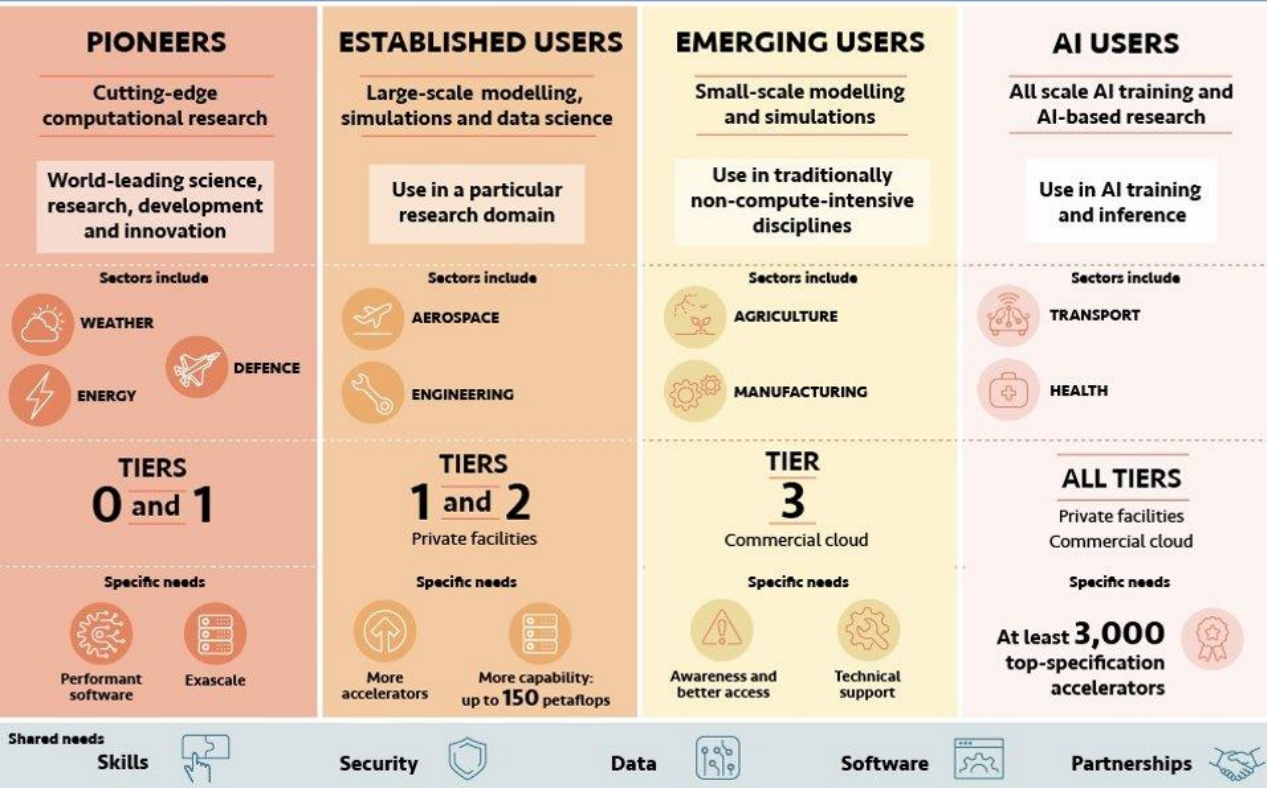 PIONEERS
Cutting-edge
computational research
World-leading science,
research, development
and innovation
Sectors include
WEATHER
DEFENCE
ENERGY
TIERS
0 and 1
Specific needs
Performant
software
Exascale
ESTABLISHED USERS
Large-scale modelling,
simulations and data science
Use in a particular
research domain
Sectors include
AEROSPACE
ENGINEERING
TIERS
1 and 2
Private facilities
Specific needs
More
accelerators
More capability:
up to 150 petaflops
EMERGING USERS
Small-scale modelling
and simulations
Use in traditionally
non-compute-intensive
disciplines
Sectors include
AGRICULTURE
MANUFACTURING
TIER
3
Commercial cloud
Specific needs
Awareness and
better access
Technical
support
AI USERS
All scale AI training and
AI-based research
Use in AI training
and inference
Sectors include
TRANSPORT
HEALTH
ALL TIERS
Private facilities
Commercial cloud
Specific needs
At least 3,000
top-specification
accelerators
Shared needs
Skills
Security
Data
Software
Partnerships